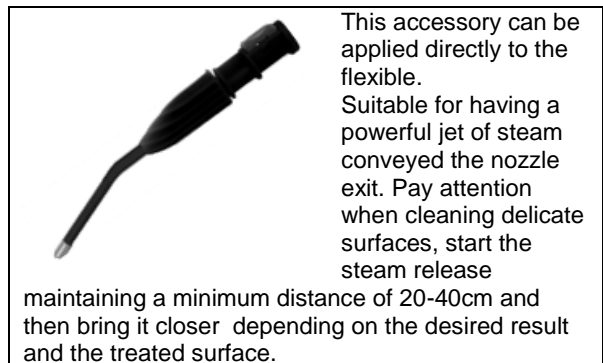 This accessory can be
applied directly to the
flexible.
Suitable for having a
powerful jet of steam
conveyed the nozzle
exit. Pay attention
when cleaning delicate
surfaces, start the
steam release
maintaining a minimum distance of 20-40cm and
then bring it closer  depending on the desired result
and the treated surface.